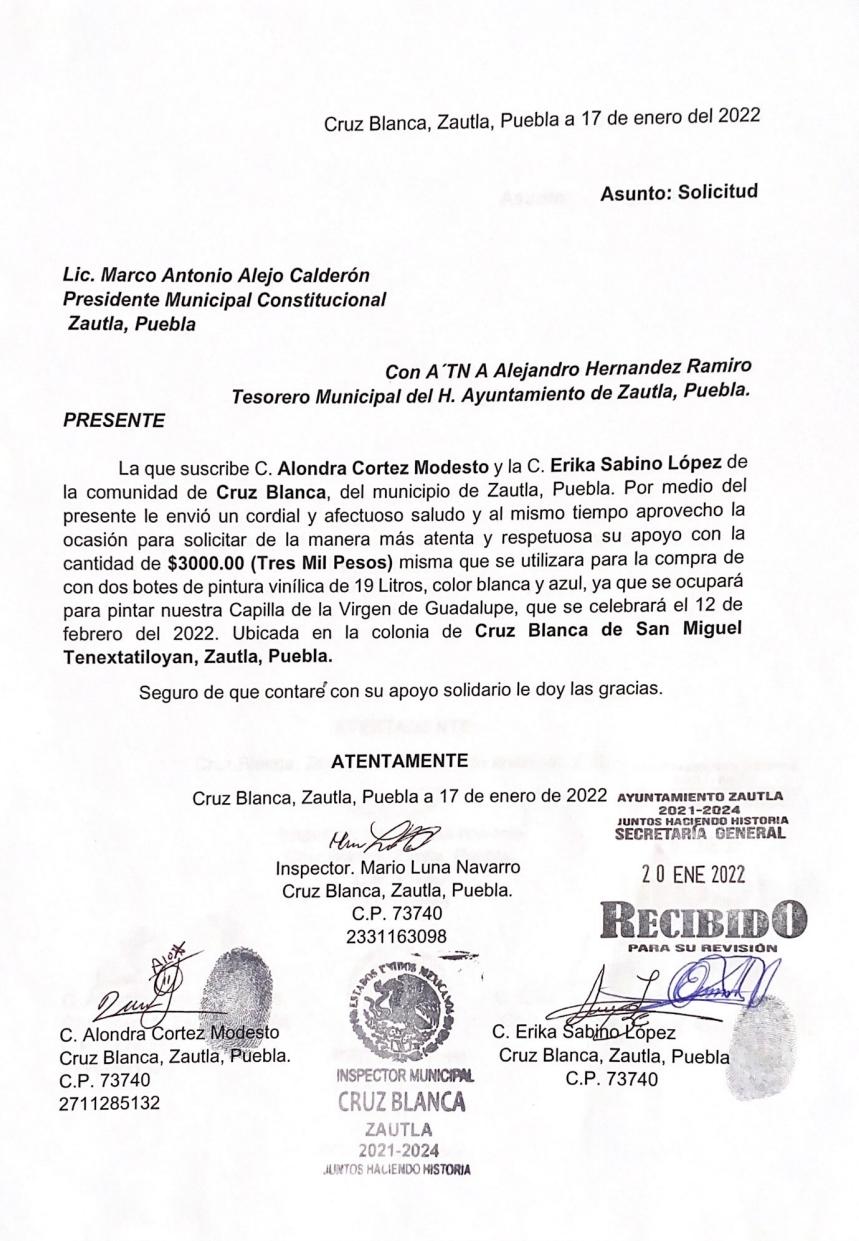 Cruz Blanca, Zautla, Puebla a 17 de enero del 2022
Asunto: Solicitud
Lic. Marco Antonio Alejo Calderón
Presidente Municipal Constitucional
Zautla, Puebla
Con A´TN A Alejandro Hernandez Ramiro
Tesorero Municipal del H. Ayuntamiento de Zautla, Puebla.
PRESENTE
La que suscribe C. Alondra Cortez Modesto y la C. Erika Sabino López de
la comunidad de Cruz Blanca, del municipio de Zautla, Puebla. Por medio del
presente le envió un cordial y afectuoso saludo y al mismo tiempo aprovecho la
ocasión para solicitar de la manera más atenta y respetuosa su apoyo con la
cantidad de $3000.00 (Tres Mil Pesos) misma que se utilizara para la compra de
con dos botes de pintura vinílica de 19 Litros, color blanca y azul, ya que se ocupará
para pintar nuestra Capilla de la Virgen de Guadalupe, que se celebrará el 12 de
febrero del 2022. Ubicada en la colonia de Cruz Blanca de San Miguel
Tenextatiloyan, Zautla, Puebla.
Seguro de que contaré con su apoyo solidario le doy las gracias.
ATENTAMENTE
Cruz Blanca, Zautla, Puebla a 17 de enero de 2022
AYUNTAMIENTO ZAUTLA
2021-2024
JUNTOS HACIENDO HISTORIA
SECRETARÍA GENERAL
20 ENE 2022
RECIBIDO
PARA SU REVISIÓN
Inspector. Mario Luna Navarro
Cruz Blanca, Zautla, Puebla.
C.P. 73740
2331163098
C. Alondra Cortez Modesto
Cruz Blanca, Zautla, Puebla.
C.P. 73740
2711285132
ESTADOS UNIDOS MEXICANOS
INSPECTOR MUNICIPAL
CRUZ BLANCA
ZAUTLA
2021-2024
JUNTOS HACIENDO HISTORIA
C. Erika Sabino López
Cruz Blanca, Zautla, Puebla
C.P. 73740